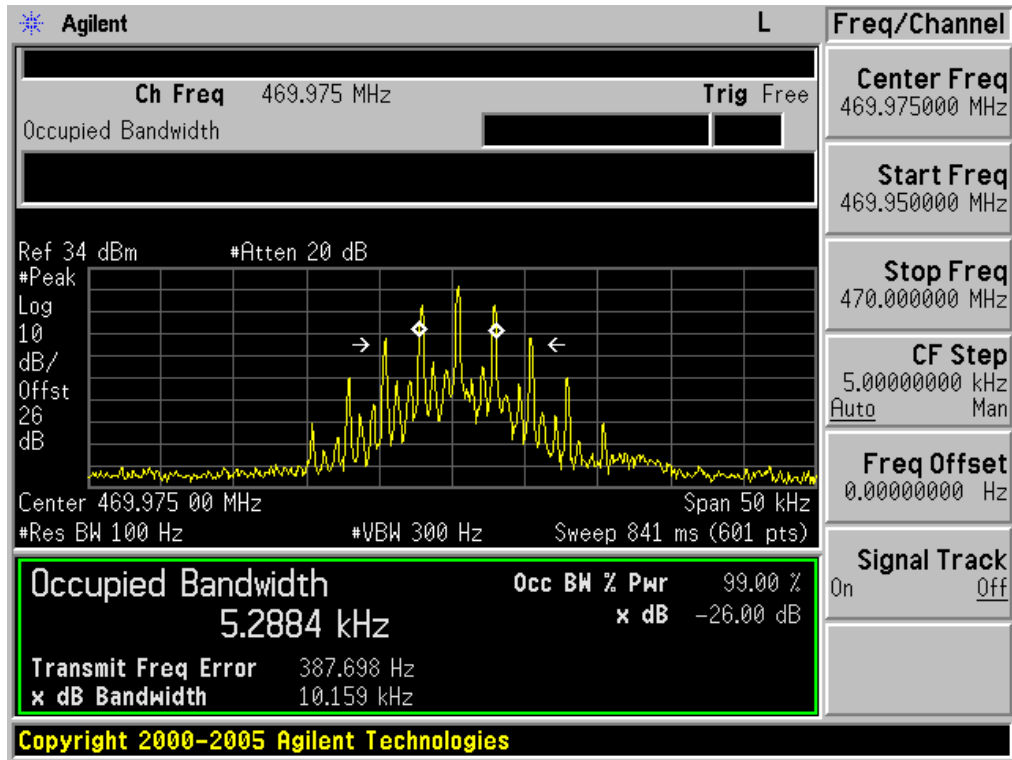 Agilent L
Freq/Channel
Ch Freq 469.975 MHz Trig Free
Occupied Bandwidth
Ref 34 dBm #Atten 20 dB
#Peak
Log
10
dB/
Offst
26
dB
Center 469.975 00 MHz Span 50 kHz
#Res BW 100 Hz #VBW 300 Hz Sweep 841 ms (601 pts)
Occupied Bandwidth Occ BW % Pwr 99.00 %
5.2884 kHz x dB -26.00 dB
Transmit Freq Error 387.698 Hz
x dB Bandwidth 10.159 kHz
Copyright 2000-2005 Agilent Technologies
Center Freq
469.975000 MHz
Start Freq
469.950000 MHz
Stop Freq
470.000000 MHz
CF Step
5.00000000 kHz
Auto Man
Freq Offset
0.00000000 Hz
Signal Track
On Off